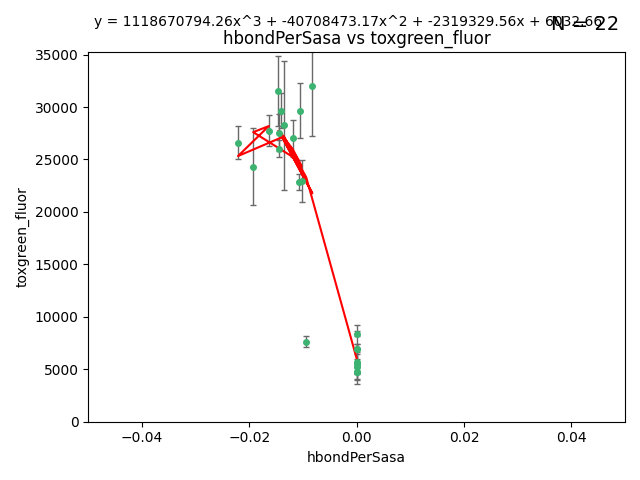 y = 1118670794.26x^3 + -40708473.17x^2 + -2319329.56x + 6032.66
N = 22
hbondPerSasa vs toxgreen_fluor
35000
30000
25000
20000
15000
10000
5000
0
toxgreen_fluor
−0.04
−0.02
0.00
0.02
0.04
hbondPerSasa